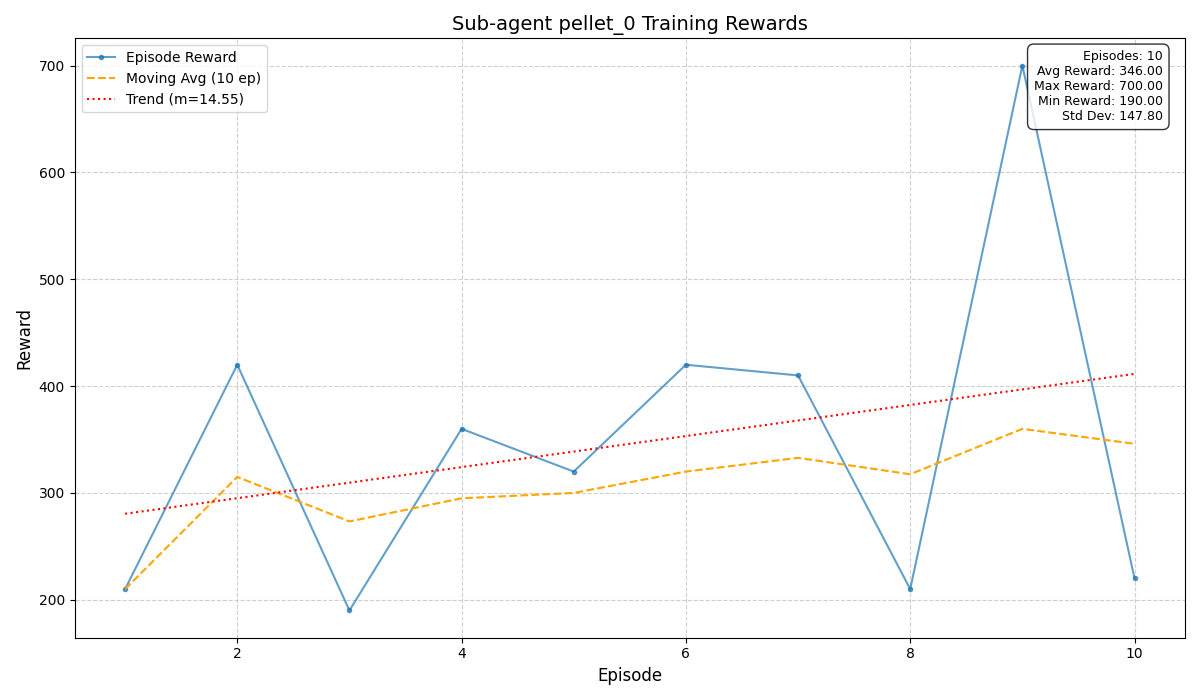 Sub-agent pellet_0 Training Rewards
Episode Reward
Moving Avg (10 ep)
Trend (m=14.55)
Episodes: 10
Avg Reward: 346.00
Max Reward: 700.00
Min Reward: 190.00
Std Dev: 147.80
Reward
700
600
500
400
300
200
2
4
6
8
10
Episode